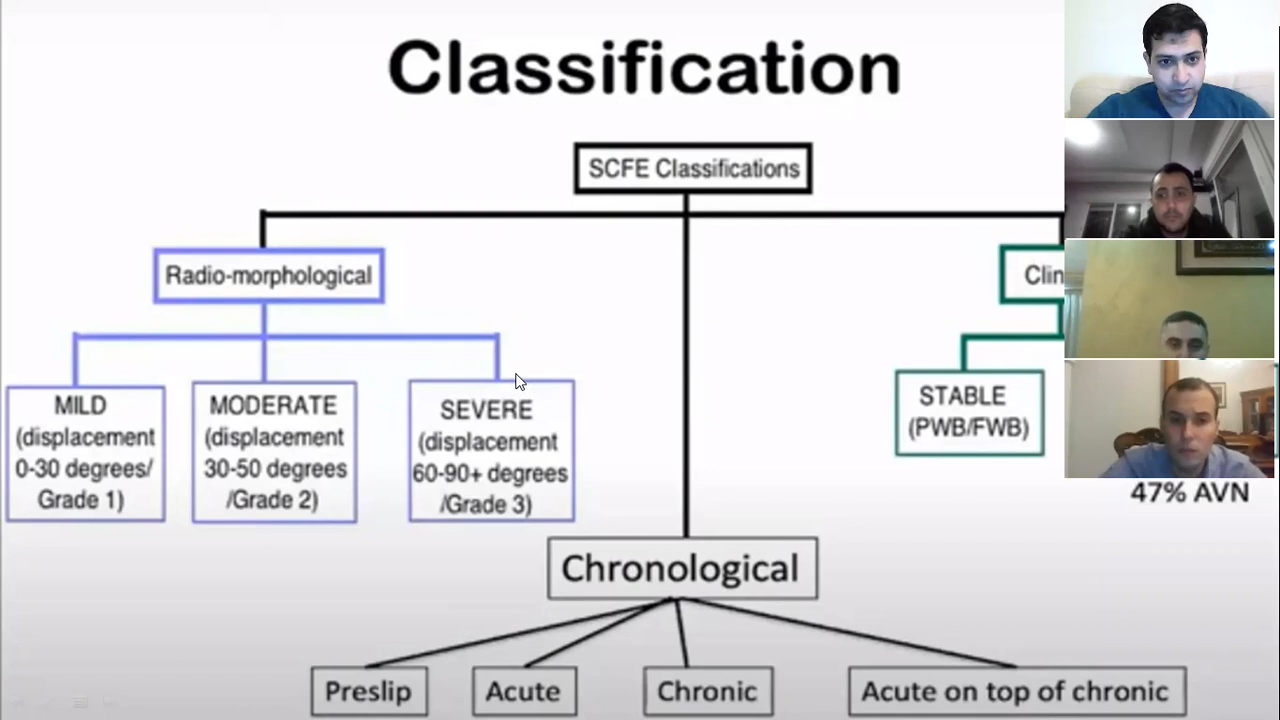 Classification
SCFE Classifications
Radio-morphological
Clin
MILD
(displacement
0-30 degrees/
Grade 1)
MODERATE
(displacement
30-50 degrees
/Grade 2)
SEVERE
(displacement
60-90+ degrees
/Grade 3)
STABLE
(PWB/FWB)
47% AVN
Chronological
Preslip
Acute
Chronic
Acute on top of chronic